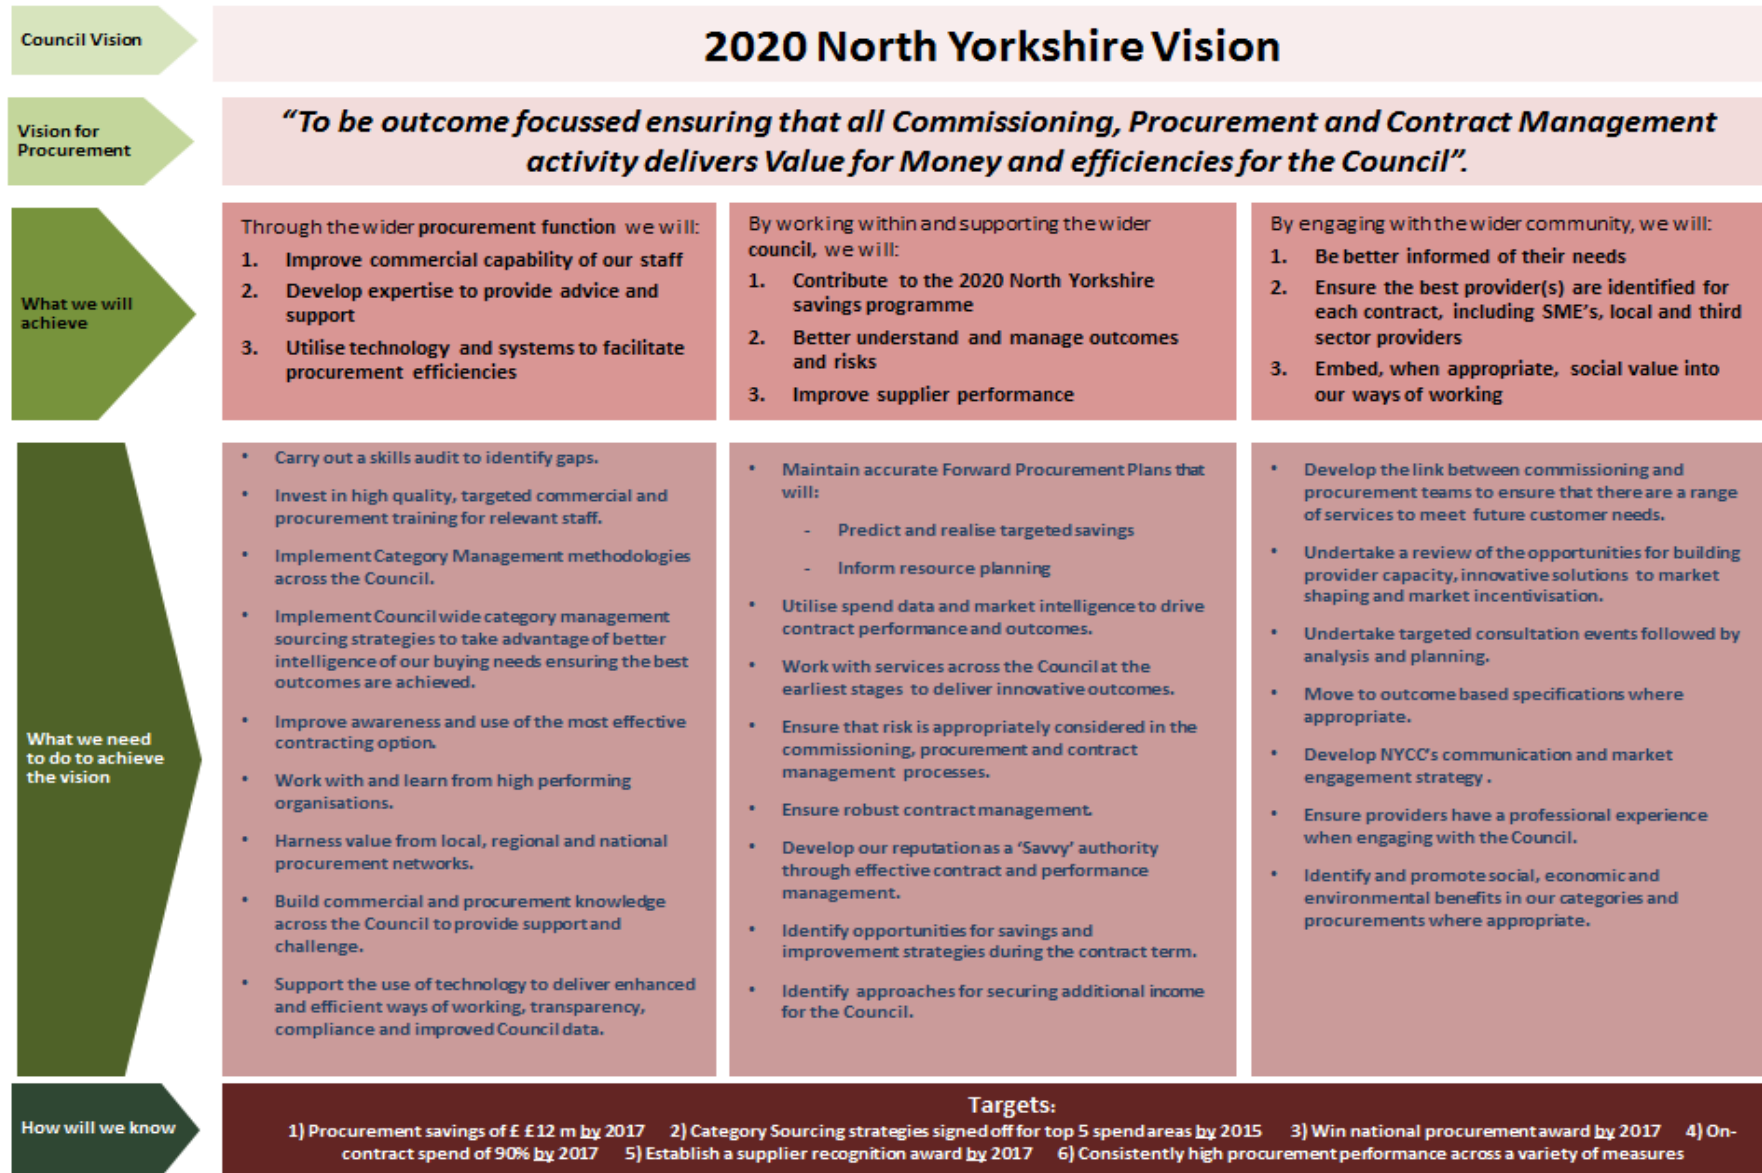 Council Vision
2020 North Yorkshire Vision
Vision for
Procurement
“To be outcome focussed ensuring that all Commissioning, Procurement and Contract Management
activity delivers Value for Money and efficiencies for the Council”.
What we will
achieve
Through the wider procurement function we will:
1. Improve commercial capability of our staff
2. Develop expertise to provide advice and
support
3. Utilise technology and systems to facilitate
procurement efficiencies
By working within and supporting the wider
council, we will:
1. Contribute to the 2020 North Yorkshire
savings programme
2. Better understand and manage outcomes
and risks
3. Improve supplier performance
By engaging with the wider community, we will:
1. Be better informed of their needs
2. Ensure the best provider(s) are identified for
each contract, including SME’s, local and third
sector providers
3. Embed, when appropriate, social value into
our ways of working
What we need
to do to achieve
the vision
• Carry out a skills audit to identify gaps.
• Invest in high quality, targeted commercial and
procurement training for relevant staff.
• Implement Category Management methodologies
across the Council.
• Implement Council wide category management
sourcing strategies to take advantage of better
intelligence of our buying needs ensuring the best
outcomes are achieved.
• Improve awareness and use of the most effective
contracting option.
• Work with and learn from high performing
organisations.
• Harness value from local, regional and national
procurement networks.
• Build commercial and procurement knowledge
across the Council to provide support and
challenge.
• Support the use of technology to deliver enhanced
and efficient ways of working, transparency,
compliance and improved Council data.
• Maintain accurate Forward Procurement Plans that
will:
- Predict and realise targeted savings
- Inform resource planning
• Utilise spend data and market intelligence to drive
contract performance and outcomes.
• Work with services across the Council at the
earliest stages to deliver innovative outcomes.
• Ensure that risk is appropriately considered in the
commissioning, procurement and contract
management processes.
• Ensure robust contract management.
• Develop our reputation as a ‘Savvy’ authority
through effective contract and performance
management.
• Identify opportunities for savings and
improvement strategies during the contract term.
• Identify approaches for securing additional income
for the Council.
• Develop the link between commissioning and
procurement teams to ensure that there are a range
of services to meet future customer needs.
• Undertake a review of the opportunities for building
provider capacity, innovative solutions to market
shaping and market incentivisation.
• Undertake targeted consultation events followed by
analysis and planning.
• Move to outcome based specifications where
appropriate.
• Develop NYCC’s communication and market
engagement strategy .
• Ensure providers have a professional experience
when engaging with the Council.
• Identify and promote social, economic and
environmental benefits in our categories and
procurements where appropriate.
How will we know
Targets:
1) Procurement savings of £ £12 m by 2017 2) Category Sourcing strategies signed off for top 5 spend areas by 2015 3) Win national procurement award by 2017 4) On-
contract spend of 90% by 2017 5) Establish a supplier recognition award by 2017 6) Consistently high procurement performance across a variety of measures